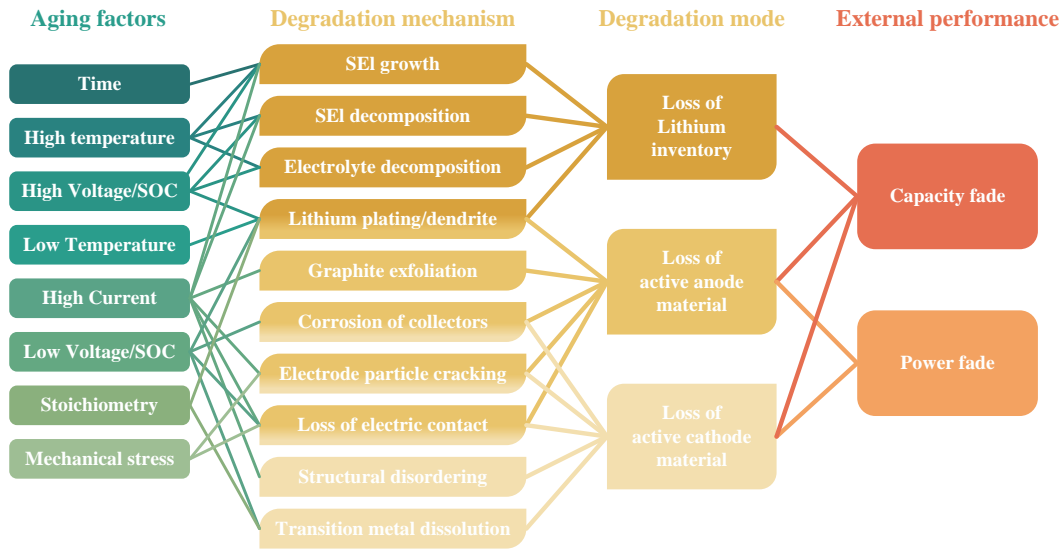 Aging factors
Degradation mechanism
Degradation mode
External performance
Time
High temperature
High Voltage/SOC
Low Temperature
High Current
Low Voltage/SOC
Stoichiometry
Mechanical stress
SEl growth
SEl decomposition
Electrolyte decomposition
Lithium plating/dendrite
Graphite exfoliation
Corrosion of collectors
Electrode particle cracking
Loss of electric contact
Structural disordering
Transition metal dissolution
Loss of
Lithium
inventory
Loss of
active anode
material
Loss of
active cathode
material
Capacity fade
Power fade